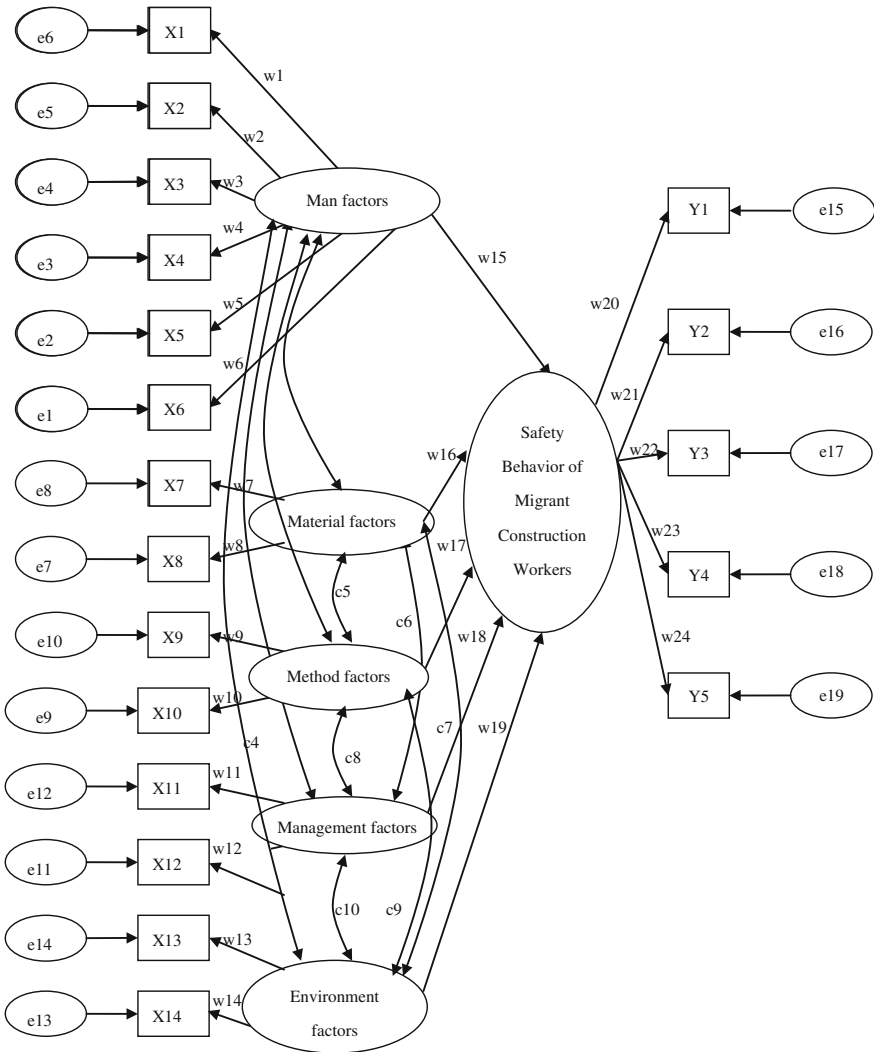 e6
X1
w1
e5
X2
w2
e4
X3
w3
Man factors
e3
X4
w4
e2
X5
w5
e1
X6
w6
e8
X7
w7
Material factors
e7
X8
w8
c5
c6
e10
X9
w9
Method factors
e9
X10
w10
c4
c8
c7
e12
X11
w11
Management factors
e11
X12
w12
c10
c9
e14
X13
w13
e13
X14
w14
Environment
factors
w15
w16
w17
w18
w19
Safety
Behavior of
Migrant
Construction
Workers
w20
Y1
e15
w21
Y2
e16
w22
Y3
e17
w23
Y4
e18
w24
Y5
e19